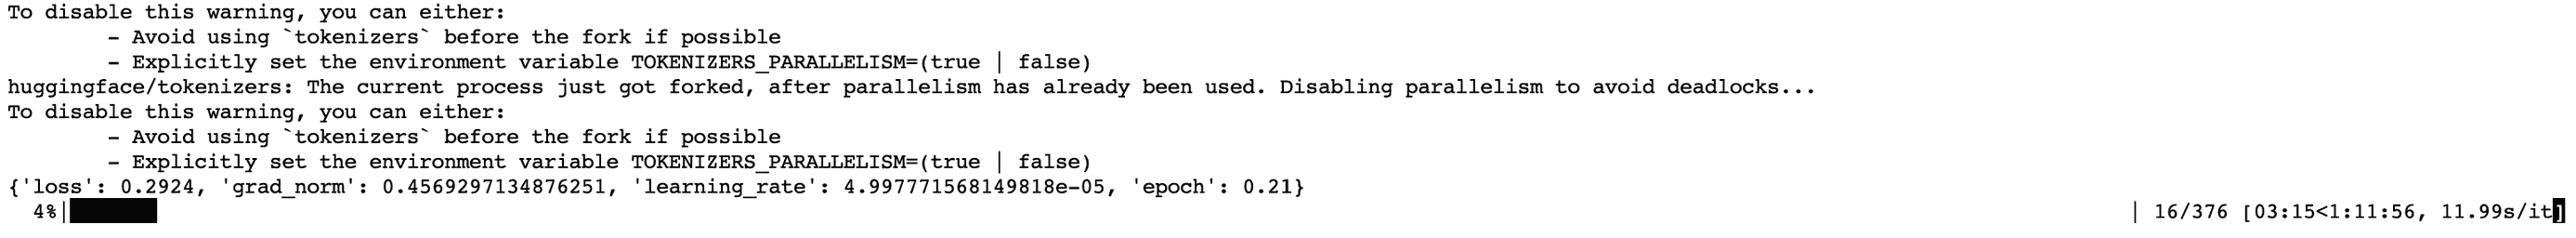 To disable this warning, you can either:
        - Avoid using `tokenizers` before the fork if possible
        - Explicitly set the environment variable TOKENIZERS_PARALLELISM=(true | false)
huggingface/tokenizers: The current process just got forked, after parallelism has already been used. Disabling parallelism to avoid deadlocks...
To disable this warning, you can either:
        - Avoid using `tokenizers` before the fork if possible
        - Explicitly set the environment variable TOKENIZERS_PARALLELISM=(true | false)
{'loss': 0.2924, 'grad_norm': 0.4569297134876251, 'learning_rate': 4.997771568149818e-05, 'epoch': 0.21}
  4%|███████ | 16/376 [03:15<1:11:56, 11.99s/it]